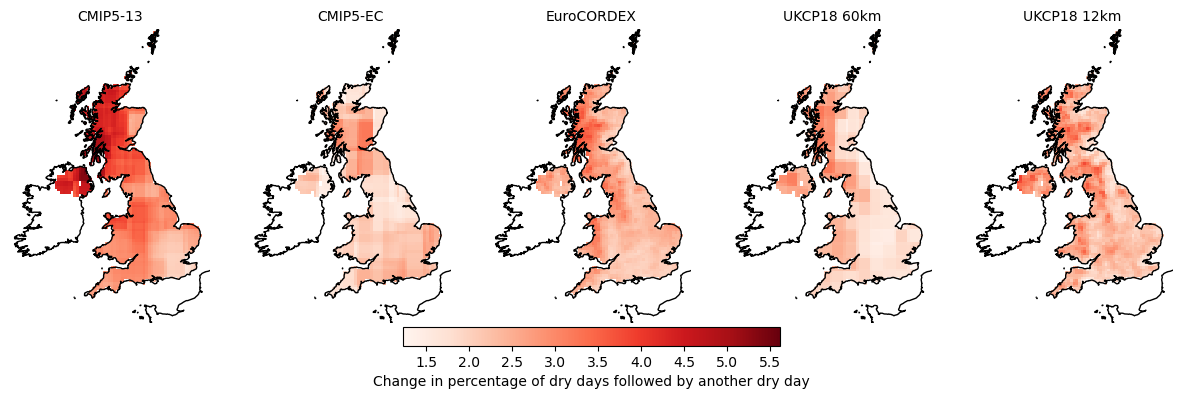 CMIP5-13
CMIP5-EC
EuroCORDEX
UKCP18 60km
UKCP18 12km
1.5 2.0 2.5 3.0 3.5 4.0 4.5 5.0 5.5
Change in percentage of dry days followed by another dry day